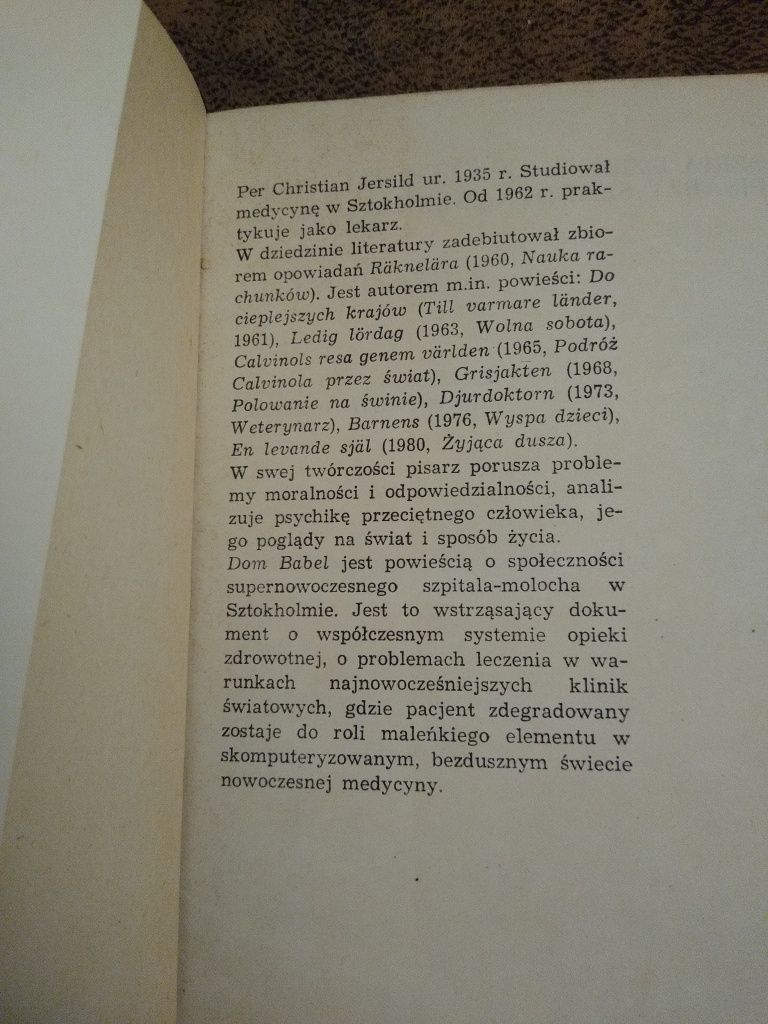 Per Christian Jersild ur. 1935 r. Studiował
medycynę w Sztokholmie. Od 1962 r. prak-
tykuje jako lekarz.
W dziedzinie literatury zadebiutował zbio-
rem opowiadań Räknelära (1960, Nauka ra-
chunków). Jest autorem m.in. powieści: Do
cieplejszych krajów (Till varmare länder,
1961), Ledig lördag (1963, Wolna sobota),
Calvinols resa genem världen (1965, Podróż
Calvinola przez świat), Grisjakten (1968,
Polowanie na świnie), Djurdoktorn (1973,
Weterynarz), Barnens (1976, Wyspa dzieci),
En levande själ (1980, Żyjąca dusza).
W swej twórczości pisarz porusza proble-
my moralności i odpowiedzialności, anali-
zuje psychikę przeciętnego człowieka, je-
go poglądy na świat i sposób życia.
Dom Babel jest powieścią o społeczności
supernowoczesnego szpitala-molocha w
Sztokholmie. Jest to wstrząsający doku-
ment o współczesnym systemie opieki
zdrowotnej, o problemach leczenia w wa-
runkach najnowocześniejszych klinik
światowych, gdzie pacjent zdegradowany
zostaje do roli maleńkiego elementu w
skomputeryzowanym, bezdusznym świecie
nowoczesnej medycyny.